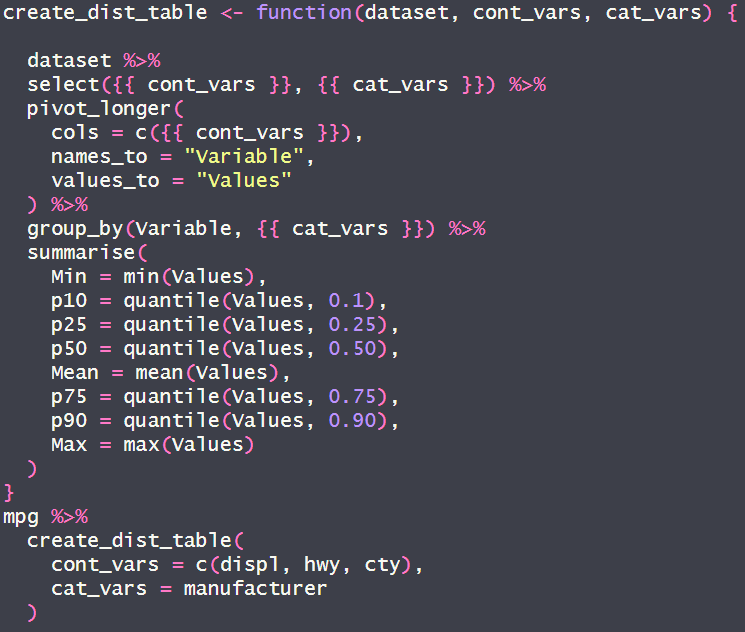 create_dist_table <- function(dataset, cont_vars, cat_vars) {
dataset %>%
select({{ cont_vars }}, {{ cat_vars }}) %>%
pivot_longer(
cols = c({{ cont_vars }}),
names_to = "Variable",
values_to = "Values"
) %>%
group_by(Variable, {{ cat_vars }}) %>%
summarise(
Min = min(Values),
p10 = quantile(Values, 0.1),
p25 = quantile(Values, 0.25),
p50 = quantile(Values, 0.50),
Mean = mean(Values),
p75 = quantile(Values, 0.75),
p90 = quantile(Values, 0.90),
Max = max(Values)
)
}
mpg %>%
create_dist_table(
cont_vars = c(displ, hwy, cty),
cat_vars = manufacturer
)